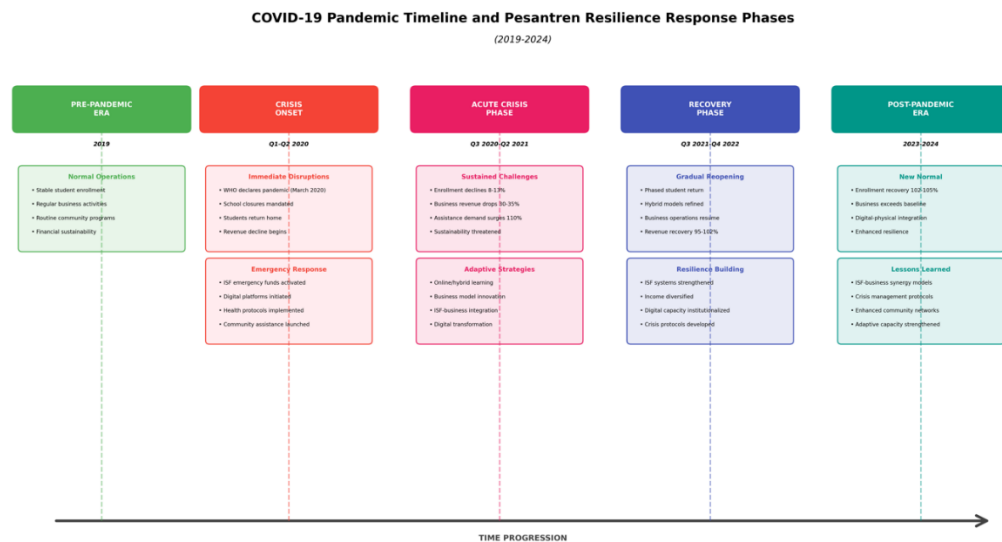 COVID-19 Pandemic Timeline and Pesantren Resilience Response Phases
(2019-2024)
PRE-PANDEMIC
ERA
2019
Normal Operations
• Stable student enrollment
• Regular business activities
• Routine community programs
• Financial sustainability
CRISIS
ONSET
Q1-Q2 2020
Immediate Disruptions
• WHO declares pandemic (March 2020)
• School closures mandated
• Students return home
• Revenue decline begins
Emergency Response
• ISF emergency funds activated
• Digital platforms initiated
• Health protocols implemented
• Community assistance launched
ACUTE CRISIS
PHASE
Q3 2020-Q2 2021
Sustained Challenges
• Enrollment declines 8-13%
• Business revenue drops 30-35%
• Assistance demand surges 110%
• Sustainability threatened
Adaptive Strategies
• Online/hybrid learning
• Business model innovation
• ISF-business integration
• Digital transformation
RECOVERY
PHASE
Q3 2021-Q4 2022
Gradual Reopening
• Phased student return
• Hybrid models refined
• Business operations resume
• Revenue recovery 95-102%
Resilience Building
• ISF systems strengthened
• Income diversified
• Digital capacity institutionalized
• Crisis protocols developed
POST-PANDEMIC
ERA
2023-2024
New Normal
• Enrollment recovery 102-105%
• Business exceeds baseline
• Digital-physical integration
• Enhanced resilience
Lessons Learned
• ISF-business synergy models
• Crisis management protocols
• Enhanced community networks
• Adaptive capacity strengthened
TIME PROGRESSION